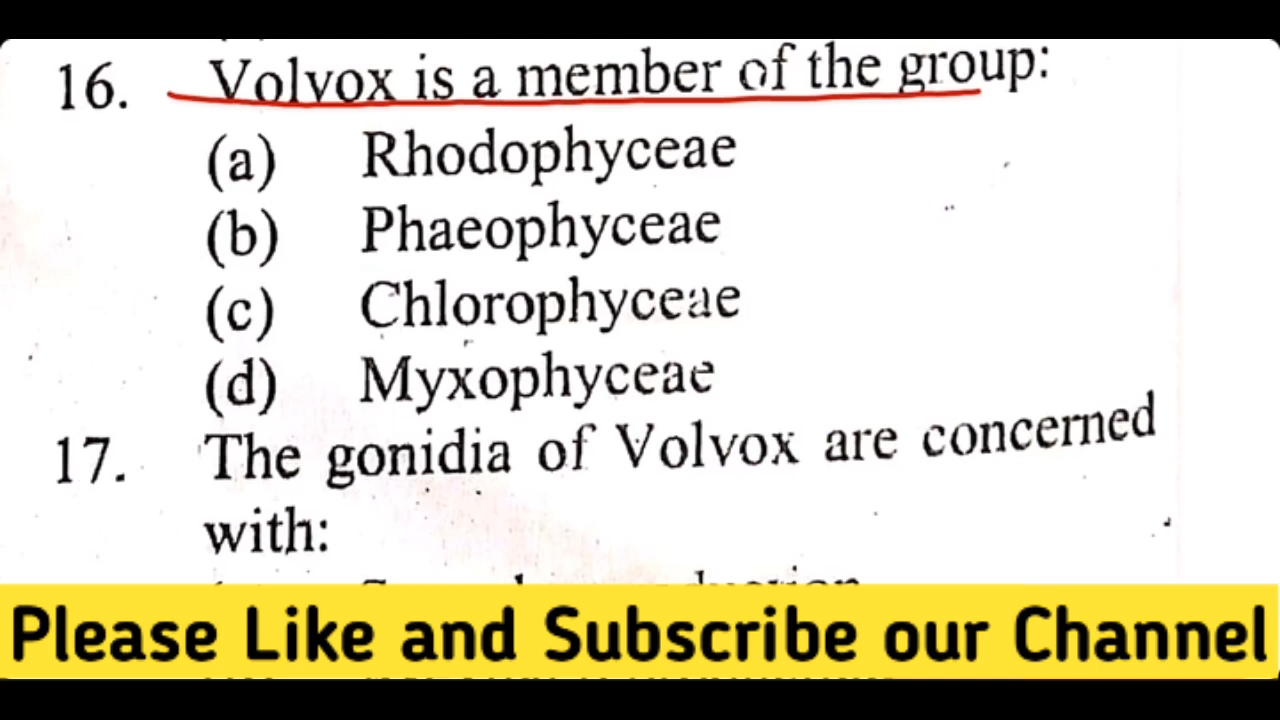 16. Volvox is a member of the group:
(a) Rhodophyceae
(b) Phaeophyceae
(c) Chlorophyceae
(d) Myxophyceae
17. The gonidia of Volvox are concerned
with:
Please Like and Subscribe our Channel